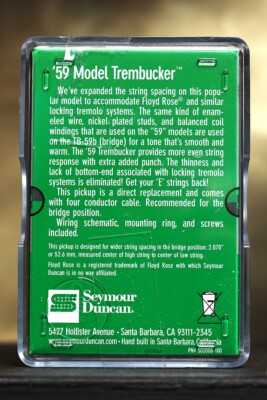 '59 Model Trembucker™
We've expanded the string spacing on this popu-
lar model to accommodate Floyd Rose® and similar
locking tremolo systems. The same kind of enam-
eled wire, nickel plated studs, and balanced coil
windings that are used on the "59" models are used
on the TB-59b (bridge) for a tone that's smooth and
warm. The '59 Trembucker provides more even string
response with extra added punch. The thinness and
lack of bottom-end associated with locking tremolo
systems is eliminated! Get your 'E' strings back!
This pickup is a direct replacement and comes
with four conductor cable. Recommended for the
bridge position.
Wiring schematic, mounting ring, and screws
included.
This pickup is designed for wider string spacing in the bridge position: 2.070"
or 52.6 mm, measured center of high string to center of low string.
Floyd Rose is a registered trademark of Floyd Rose with which Seymour
Duncan is in no way affiliated.
Seymour
Duncan®
5427 Hollister Avenue • Santa Barbara, CA 93111-2345
www.seymourduncan.com • Hand built in Santa Barbara, California
PN# 502006-100